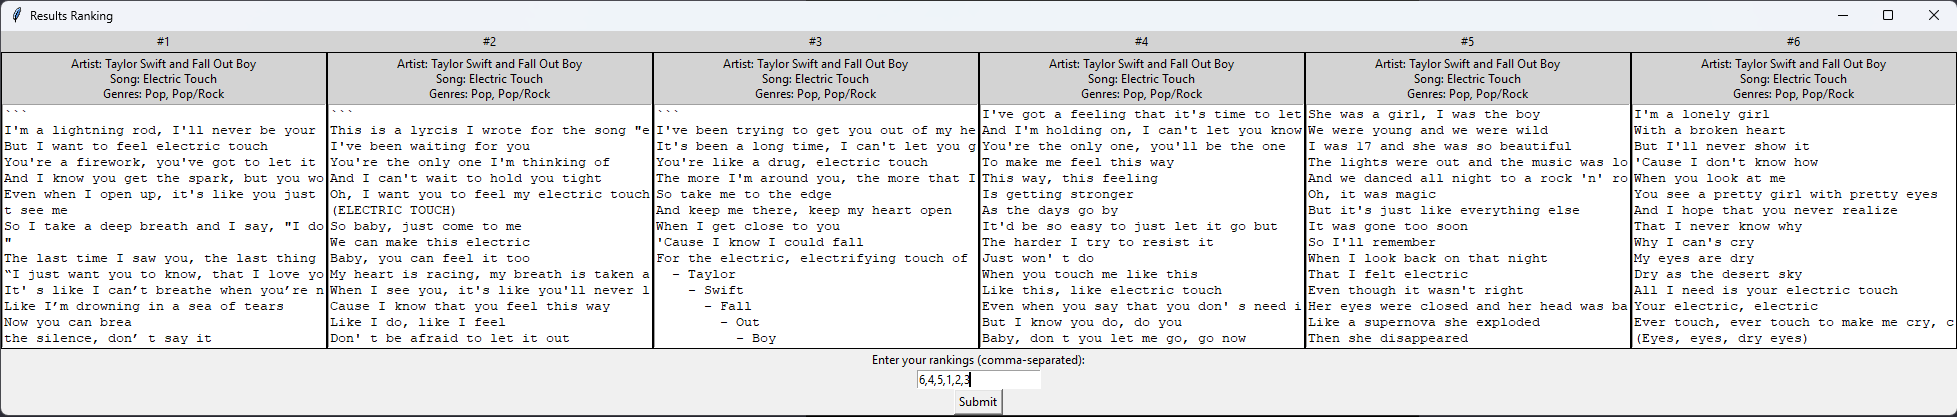 Results Ranking
#1
Artist: Taylor Swift and Fall Out Boy
Song: Electric Touch
Genres: Pop, Pop/Rock
```
I'm a lightning rod, I'll never be your
But I want to feel electric touch
You're a firework, you've got to let it
And I know you get the spark, but you wo
Even when I open up, it's like you just
t see me
So I take a deep breath and I say, "I do
"
The last time I saw you, the last thing
“I just want you to know, that I love yo
It' s like I can’t breathe when you’re n
Like I’m drowning in a sea of tears
Now you can brea
the silence, don’ t say it
#2
Artist: Taylor Swift and Fall Out Boy
Song: Electric Touch
Genres: Pop, Pop/Rock
```
This is a lyrcis I wrote for the song "e
I've been waiting for you
You're the only one I'm thinking of
And I can't wait to hold you tight
Oh, I want you to feel my electric touch
(ELECTRIC TOUCH)
So baby, just come to me
We can make this electric
Baby, you can feel it too
My heart is racing, my breath is taken a
When I see you, it's like you'll never l
Cause I know that you feel this way
Like I do, like I feel
Don' t be afraid to let it out
#3
Artist: Taylor Swift and Fall Out Boy
Song: Electric Touch
Genres: Pop, Pop/Rock
```
I've been trying to get you out of my he
It's been a long time, I can't let you g
You're like a drug, electric touch
The more I'm around you, the more that I
So take me to the edge
And keep me there, keep my heart open
When I get close to you
'Cause I know I could fall
For the electric, electrifying touch of
- Taylor
- Swift
- Fall
- Out
- Boy
#4
Artist: Taylor Swift and Fall Out Boy
Song: Electric Touch
Genres: Pop, Pop/Rock
I've got a feeling that it's time to let
And I'm holding on, I can't let you know
You're the only one, you'll be the one
To make me feel this way
This way, this feeling
Is getting stronger
As the days go by
It'd be so easy to just let it go but
The harder I try to resist it
Just won' t do
When you touch me like this
Like this, like electric touch
Even when you say that you don' s need i
But I know you do, do you
Baby, don t you let me go, go now
#5
Artist: Taylor Swift and Fall Out Boy
Song: Electric Touch
Genres: Pop, Pop/Rock
She was a girl, I was the boy
We were young and we were wild
I was 17 and she was so beautiful
The lights were out and the music was lo
And we danced all night to a rock 'n' ro
Oh, it was magic
But it's just like everything else
It was gone too soon
So I'll remember
When I look back on that night
That I felt electric
Even though it wasn't right
Her eyes were closed and her head was ba
Like a supernova she exploded
Then she disappeared
#6
Artist: Taylor Swift and Fall Out Boy
Song: Electric Touch
Genres: Pop, Pop/Rock
I'm a lonely girl
With a broken heart
But I'll never show it
'Cause I don't know how
When you look at me
You see a pretty girl with pretty eyes
And I hope that you never realize
That I never know why
Why I can's cry
My eyes are dry
Dry as the desert sky
All I need is your electric touch
Your electric, electric
Ever touch, ever touch to make me cry, c
(Eyes, eyes, dry eyes)
Enter your rankings (comma-separated):
6,4,5,1,2,3
Submit